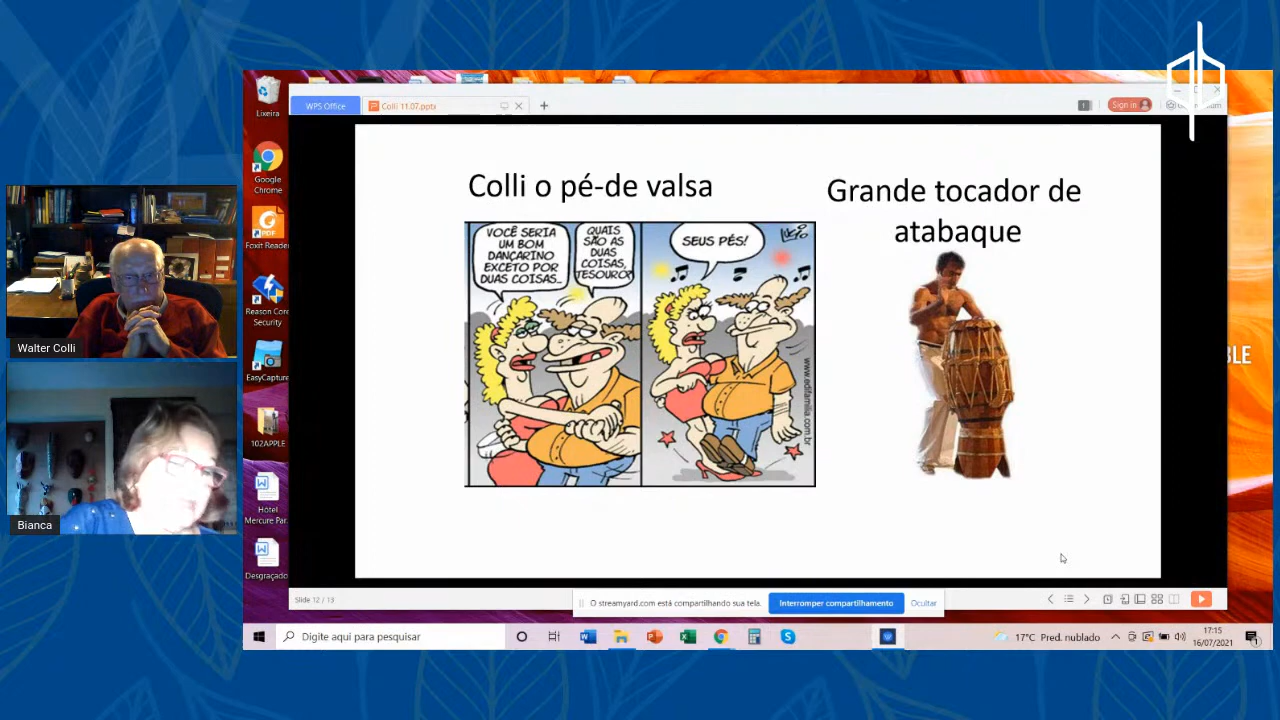 Lixeira
Google
Chrome
Foxit Reader
Reason Core
Security
EasyCapture
102APPLE
Hotel
Mercure Par.
Desgraçado
WPS Office
Colli 11.07.pptx
Sign in
Colli o pé-de valsa
Grande tocador de
atabaque
VOCÊ SERIA
UM BOM
DANÇARINO
EXCETO POR
DUAS COISAS...
QUAIS
SÃO AS
DUAS
COISAS,
TESOURO?
SEUS PÉS!
www.edifamilia.com.br
BLE
Walter Colli
Bianca
Slide 12 / 13
O streamyard.com está compartilhando sua tela.
Interromper compartilhamento
Ocultar
Digite aqui para pesquisar
17°C Pred. nublado
17:15
16/07/2021